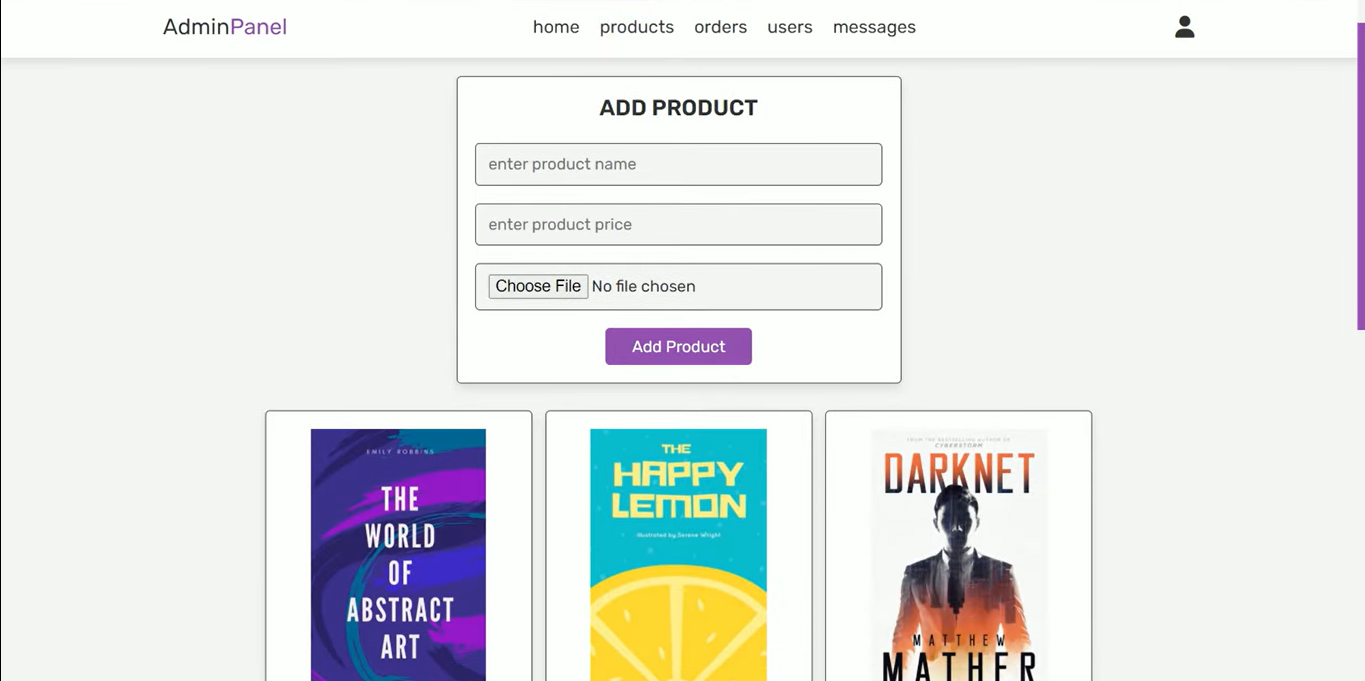 AdminPanel
home products orders users messages
ADD PRODUCT
enter product name
enter product price
Choose File No file chosen
Add Product
EMILY ROBBINS
THE
WORLD
OF
ABSTRACT
ART
THE
HAPPY
LEMON
Illustrated by Serene Wright
FROM THE BESTSELLING AUTHOR OF
CYBERSTORM
DARKNET
MATTHEW
MATHER